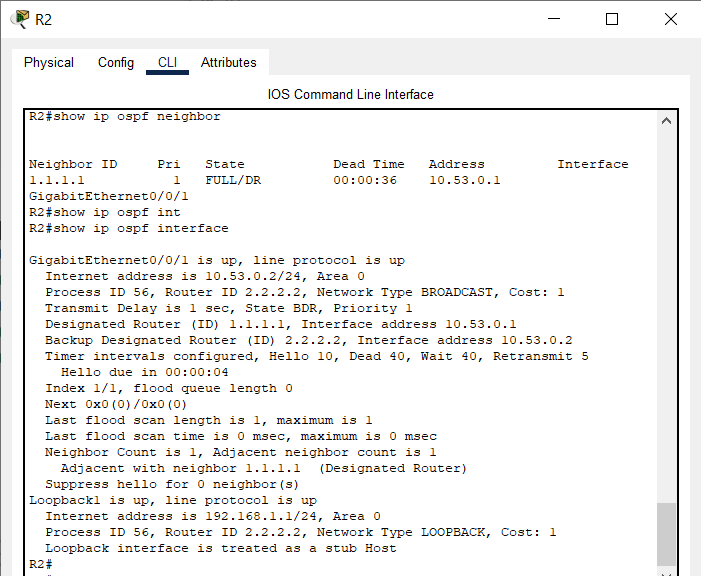 R2
Physical Config CLI Attributes
IOS Command Line Interface
R2#show ip ospf neighbor
Neighbor ID Pri State Dead Time Address Interface
1.1.1.1 1 FULL/DR 00:00:36 10.53.0.1
GigabitEthernet0/0/1
R2#show ip ospf int
R2#show ip ospf interface
GigabitEthernet0/0/1 is up, line protocol is up
Internet address is 10.53.0.2/24, Area 0
Process ID 56, Router ID 2.2.2.2, Network Type BROADCAST, Cost: 1
Transmit Delay is 1 sec, State BDR, Priority 1
Designated Router (ID) 1.1.1.1, Interface address 10.53.0.1
Backup Designated Router (ID) 2.2.2.2, Interface address 10.53.0.2
Timer intervals configured, Hello 10, Dead 40, Wait 40, Retransmit 5
Hello due in 00:00:04
Index 1/1, flood queue length 0
Next 0x0(0)/0x0(0)
Last flood scan length is 1, maximum is 1
Last flood scan time is 0 msec, maximum is 0 msec
Neighbor Count is 1, Adjacent neighbor count is 1
Adjacent with neighbor 1.1.1.1 (Designated Router)
Suppress hello for 0 neighbor(s)
Loopback1 is up, line protocol is up
Internet address is 192.168.1.1/24, Area 0
Process ID 56, Router ID 2.2.2.2, Network Type LOOPBACK, Cost: 1
Loopback interface is treated as a stub Host
R2#